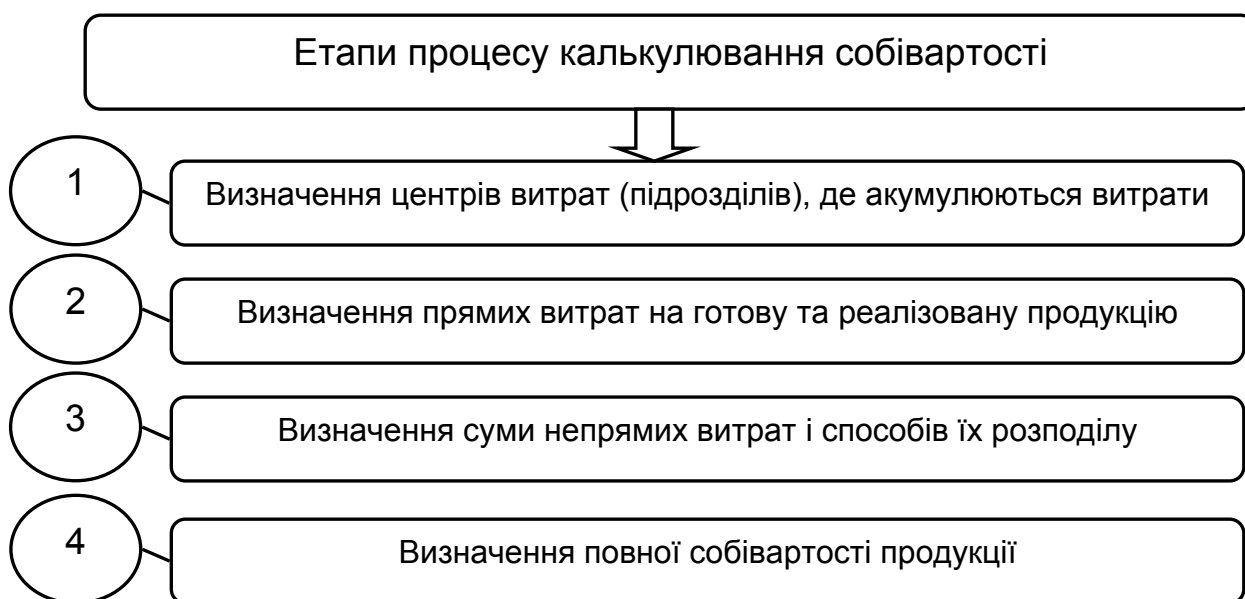 Етапи процесу калькулювання собівартості
1
Визначення центрів витрат (підрозділів), де акумулюються витрати
2
Визначення прямих витрат на готову та реалізовану продукцію
3
Визначення суми непрямих витрат і способів їх розподілу
4
Визначення повної собівартості продукції